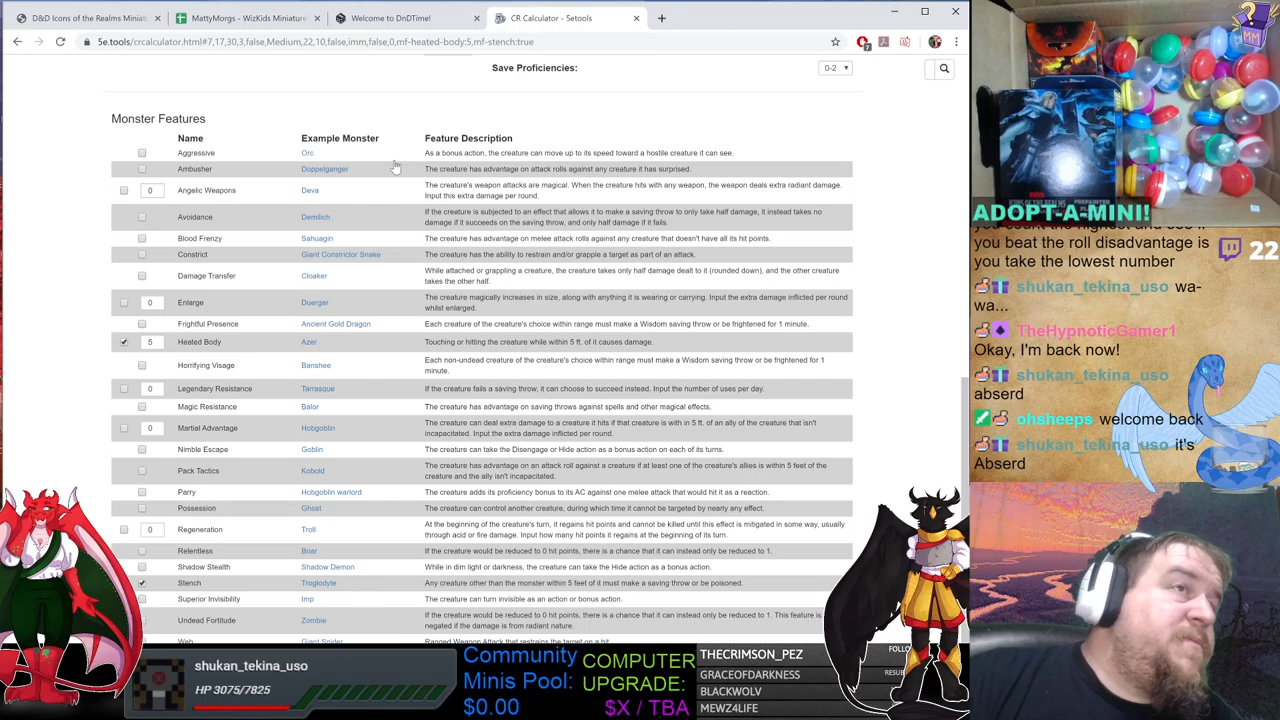 D&D Icons of the Realms Miniat
MattyMorgs - WizKids Miniature
Welcome to DnDTime!
CR Calculator - 5etools
5e.tools/crcalculator.html#7,17,30,3,false,Medium,22,10,false,imm,false,0,mf-heated-body:5,mf-stench:true
Save Proficiencies:
0-2
Monster Features
Name Example Monster Feature Description
Aggressive Orc As a bonus action, the creature can move up to its speed toward a hostile creature it can see.
Ambusher Doppelganger The creature has advantage on attack rolls against any creature it has surprised.
0 Angelic Weapons Deva The creature's weapon attacks are magical. When the creature hits with any weapon, the weapon deals extra radiant damage.
Input this extra damage per round.
Avoidance Demilich If the creature is subjected to an effect that allows it to make a saving throw to only take half damage, it instead takes no
damage if it succeeds on the saving throw, and only half damage if it fails.
Blood Frenzy Sahuagin The creature has advantage on melee attack rolls against any creature that doesn't have all its hit points.
Constrict Giant Constrictor Snake The creature has the ability to restrain and/or grapple a target as part of an attack.
Damage Transfer Cloaker While attached or grappling a creature, the creature takes only half damage dealt to it (rounded down), and the other creature
takes the other half.
0 Enlarge Duergar The creature magically increases in size, along with anything it is wearing or carrying. Input the extra damage inflicted per round
whilst enlarged.
Frightful Presence Ancient Gold Dragon Each creature of the creature's choice within range must make a Wisdom saving throw or be frightened for 1 minute.
5 Heated Body Azer Touching or hitting the creature while within 5 ft. of it causes damage.
Horrifying Visage Banshee Each non-undead creature of the creature's choice within range must make a Wisdom saving throw or be frightened for 1
minute.
0 Legendary Resistance Tarrasque If the creature fails a saving throw, it can choose to succeed instead. Input the number of uses per day.
Magic Resistance Balor The creature has advantage on saving throws against spells and other magical effects.
0 Martial Advantage Hobgoblin The creature can deal extra damage to a creature it hits if that creature is with in 5 ft. of an ally of the creature that isn't
incapacitated. Input the extra damage inflicted per round.
Nimble Escape Goblin The creature can take the Disengage or Hide action as a bonus action on each of its turns.
Pack Tactics Kobold The creature has advantage on an attack roll against a creature if at least one of the creature's allies is within 5 feet of the
creature and the ally isn't incapacitated.
Parry Hobgoblin warlord The creature adds its proficiency bonus to its AC against one melee attack that would hit it as a reaction.
Possession Ghost The creature can control another creature, during which time it cannot be targeted by nearly any effect.
0 Regeneration Troll At the beginning of the creature's turn, it regains hit points and cannot be killed until this effect is mitigated in some way, usually
through acid or fire damage. Input how many hit points it regains at the beginning of its turn.
Relentless Boar If the creature would be reduced to 0 hit points, there is a chance that it can instead only be reduced to 1.
Shadow Stealth Shadow Demon While in dim light or darkness, the creature can take the Hide action as a bonus action.
Stench Troglodyte Any creature other than the monster within 5 feet of it must make a saving throw or be poisoned.
Superior Invisibility Imp The creature can turn invisible as an action or bonus action.
Undead Fortitude Zombie If the creature would be reduced to 0 hit points, there is a chance that it can instead only be reduced to 1. This feature is
negated if the damage is from radiant nature.
Web Giant Spider Ranged Weapon Attack that restrains the target on a hit.
MM
ADOPT-A-MINI!
you beat the roll disadvantage is
you take the lowest number
22
shukan_tekina_uso wa-
wa...
TheHypnoticGamer1
Okay, I'm back now!
shukan_tekina_uso
abserd
ohsheeps welcome back
shukan_tekina_uso it's
Abserd
shukan_tekina_uso
HP 3075/7825
Community
Minis Pool:
$0.00
COMPUTER
UPGRADE:
$X / TBA
THECRIMSON_PEZ FOLLO
GRACEOFDARKNESS RESUB
BLACKWOLV
MEWZ4LIFE